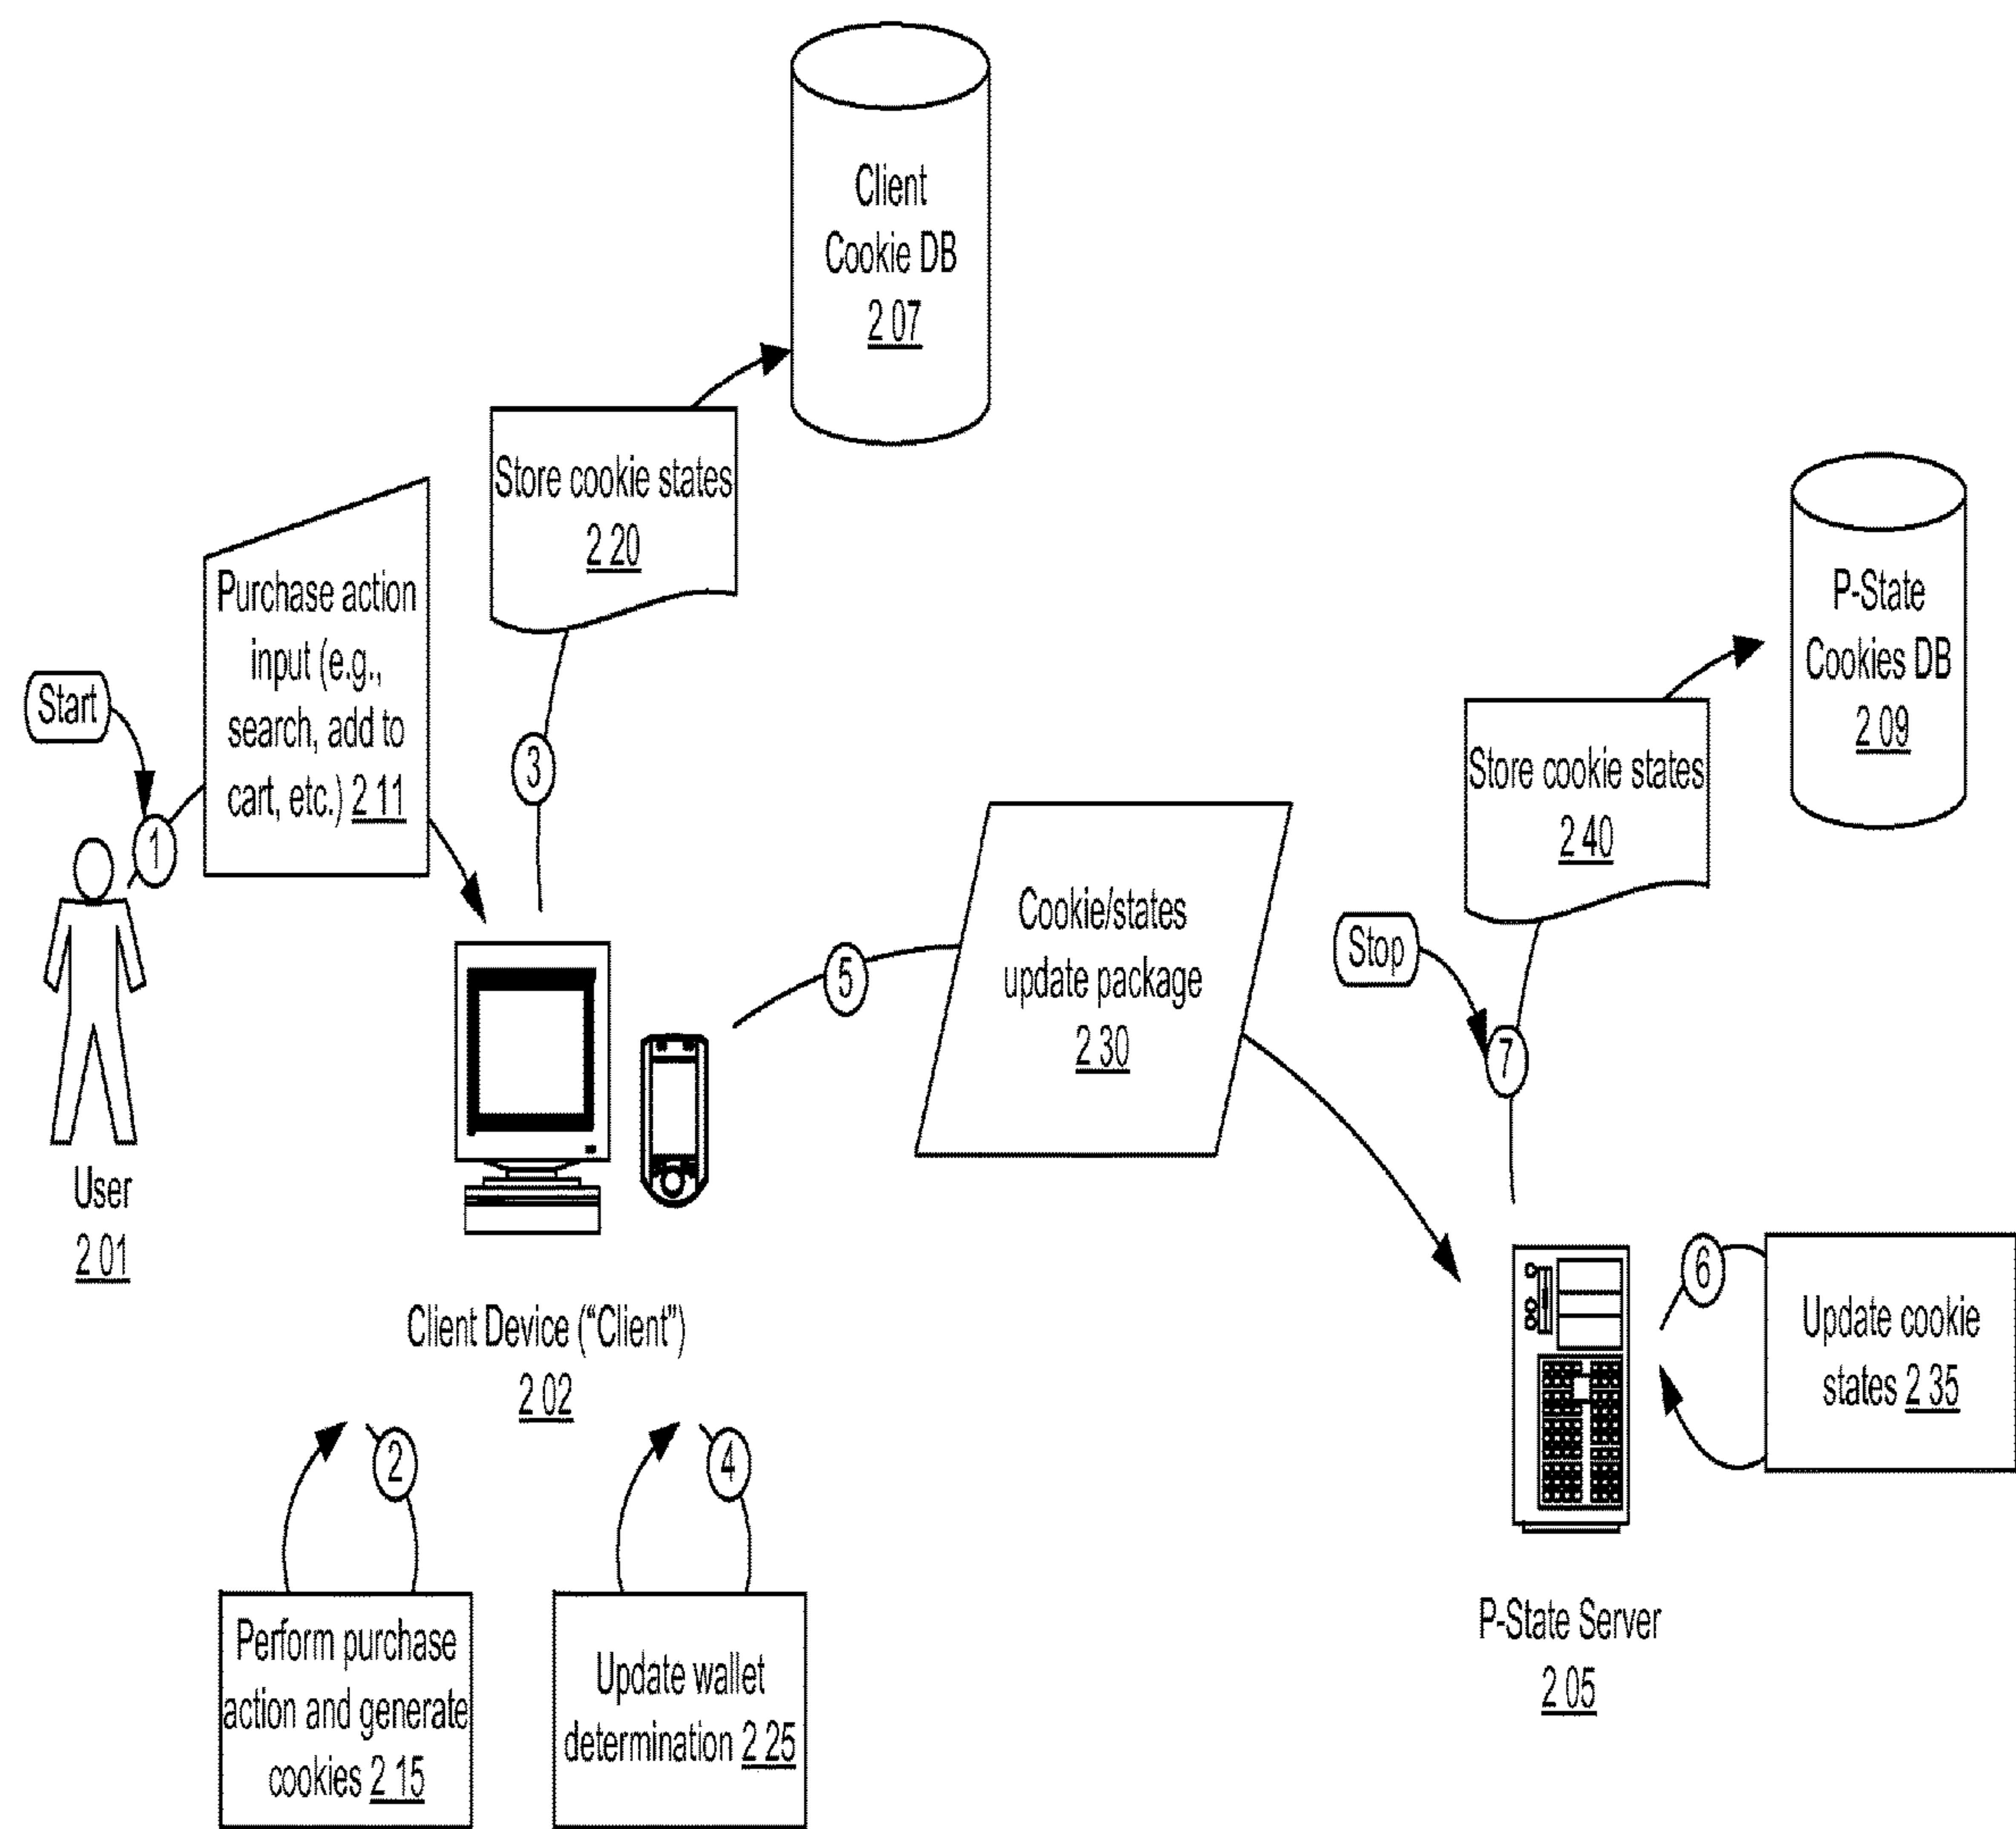 Client
Cookie DB
2 07
Store cookie states
2 20
P-State
Cookies DB
2 09
Purchase action
input (e.g.,
search, add to
cart, etc.) 2 11
Start
1
3
Store cookie states
2 40
Cookie/states
update package
2 30
5
Stop
7
User
2 01
Client Device ("Client")
2 02
6
Update cookie
states 2 35
2
4
Perform purchase
action and generate
cookies 2 15
Update wallet
determination 2 25
P-State Server
2 05